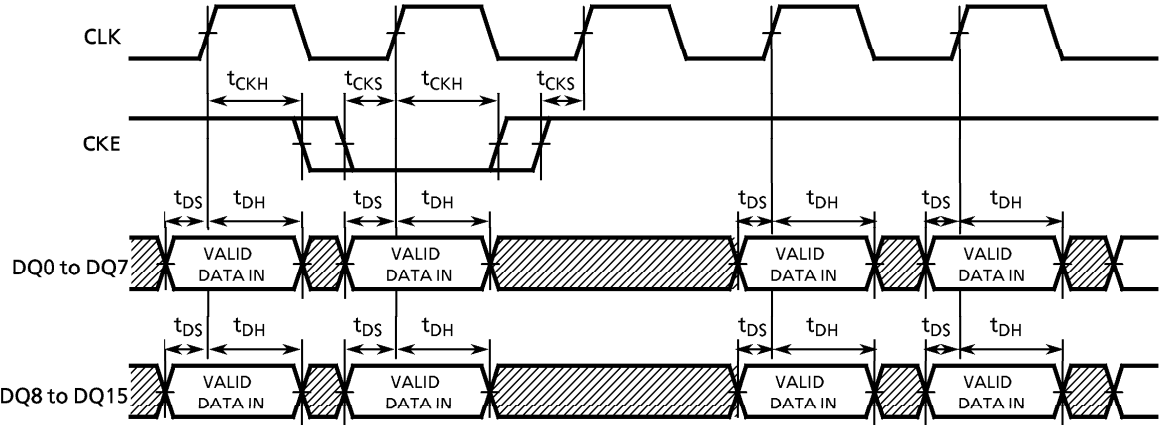 CLK
tCKH tCKS tCKH tCKS
CKE
tDS tDH tDS tDH tDS tDH tDS tDH
DQ0 to DQ7
VALID VALID VALID VALID
DATA IN DATA IN DATA IN DATA IN
tDS tDH tDS tDH tDS tDH tDS tDH
DQ8 to DQ15
VALID VALID VALID VALID
DATA IN DATA IN DATA IN DATA IN